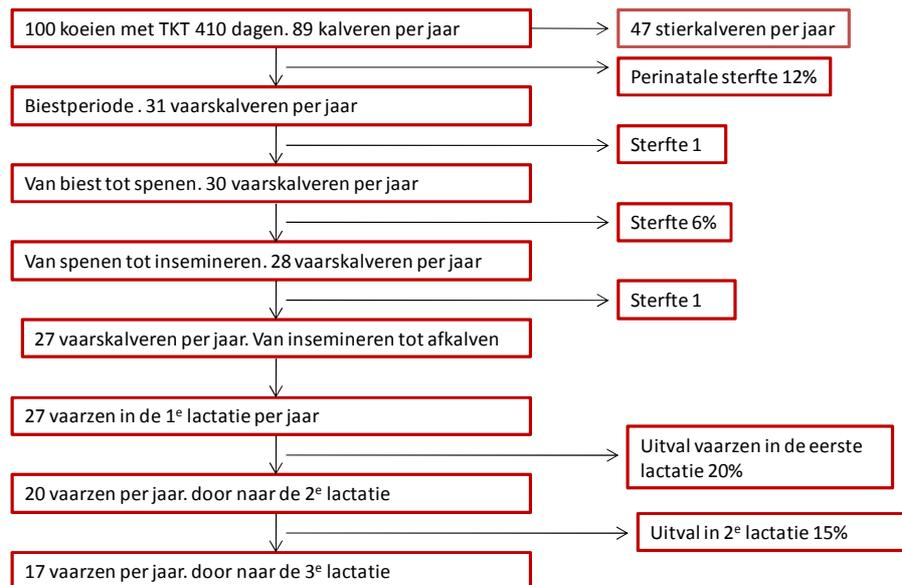 100 koeien met TKT 410 dagen. 89 kalveren per jaar
47 stierkalveren per jaar
Perinatale sterfte 12%
Biestperiode . 31 vaarskalveren per jaar
Sterfte 1
Van biest tot spenen. 30 vaarskalveren per jaar
Sterfte 6%
Van spenen tot insemineren. 28 vaarskalveren per jaar
Sterfte 1
27 vaarskalveren per jaar. Van insemineren tot afkalven
27 vaarzen in de 1e lactatie per jaar
Uitval vaarzen in de eerste
lactatie 20%
20 vaarzen per jaar. door naar de 2e lactatie
Uitval in 2e lactatie 15%
17 vaarzen per jaar. door naar de 3e lactatie